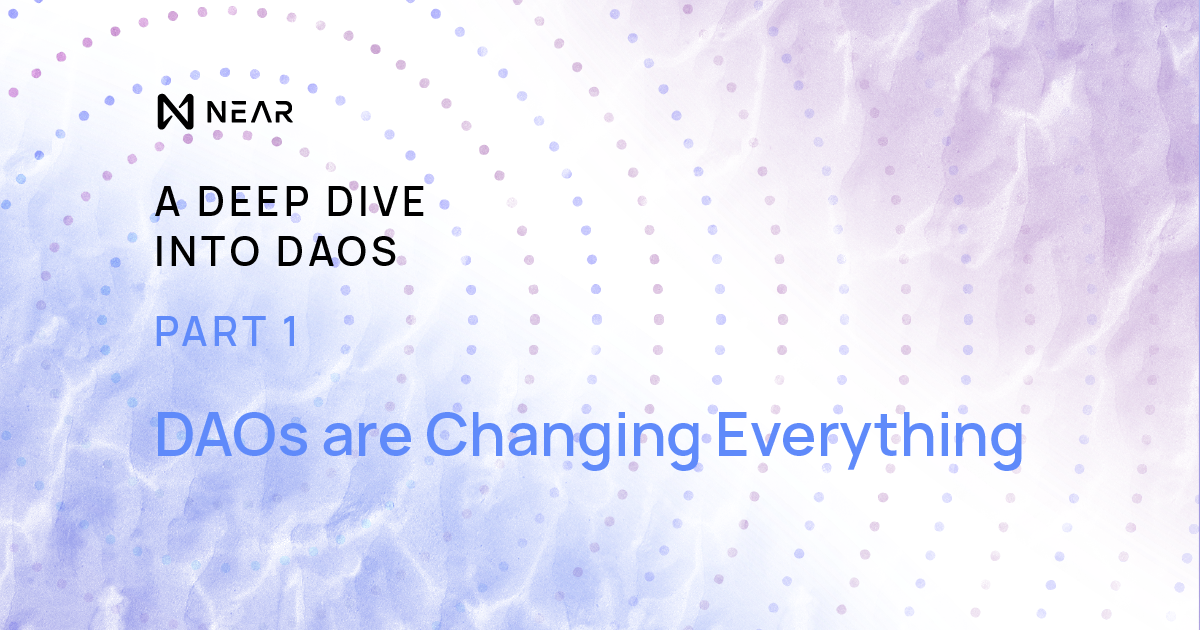 NEAR
A DEEP DIVE
INTO DAOS
PART 1
DAOs are Changing Everything